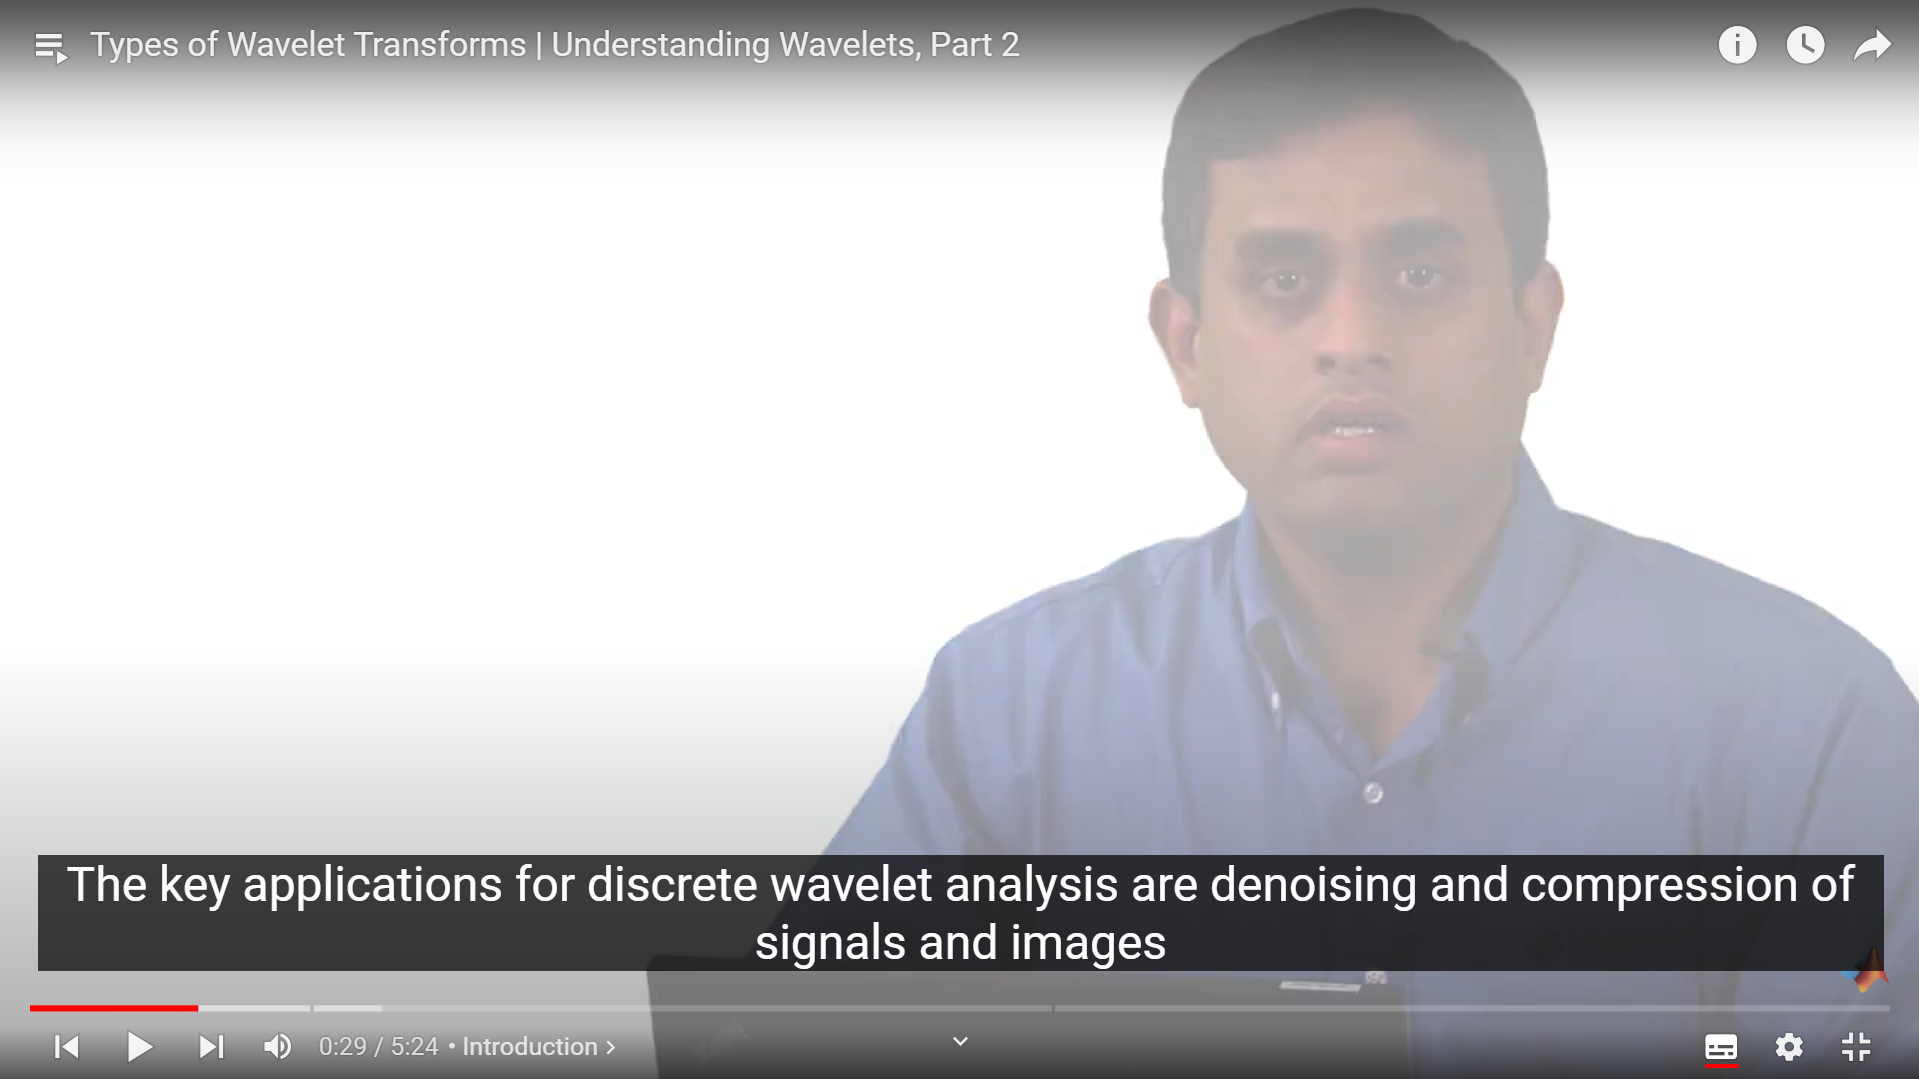 Types of Wavelet Transforms | Understanding Wavelets, Part 2
The key applications for discrete wavelet analysis are denoising and compression of
signals and images
0:29 / 5:24 • Introduction